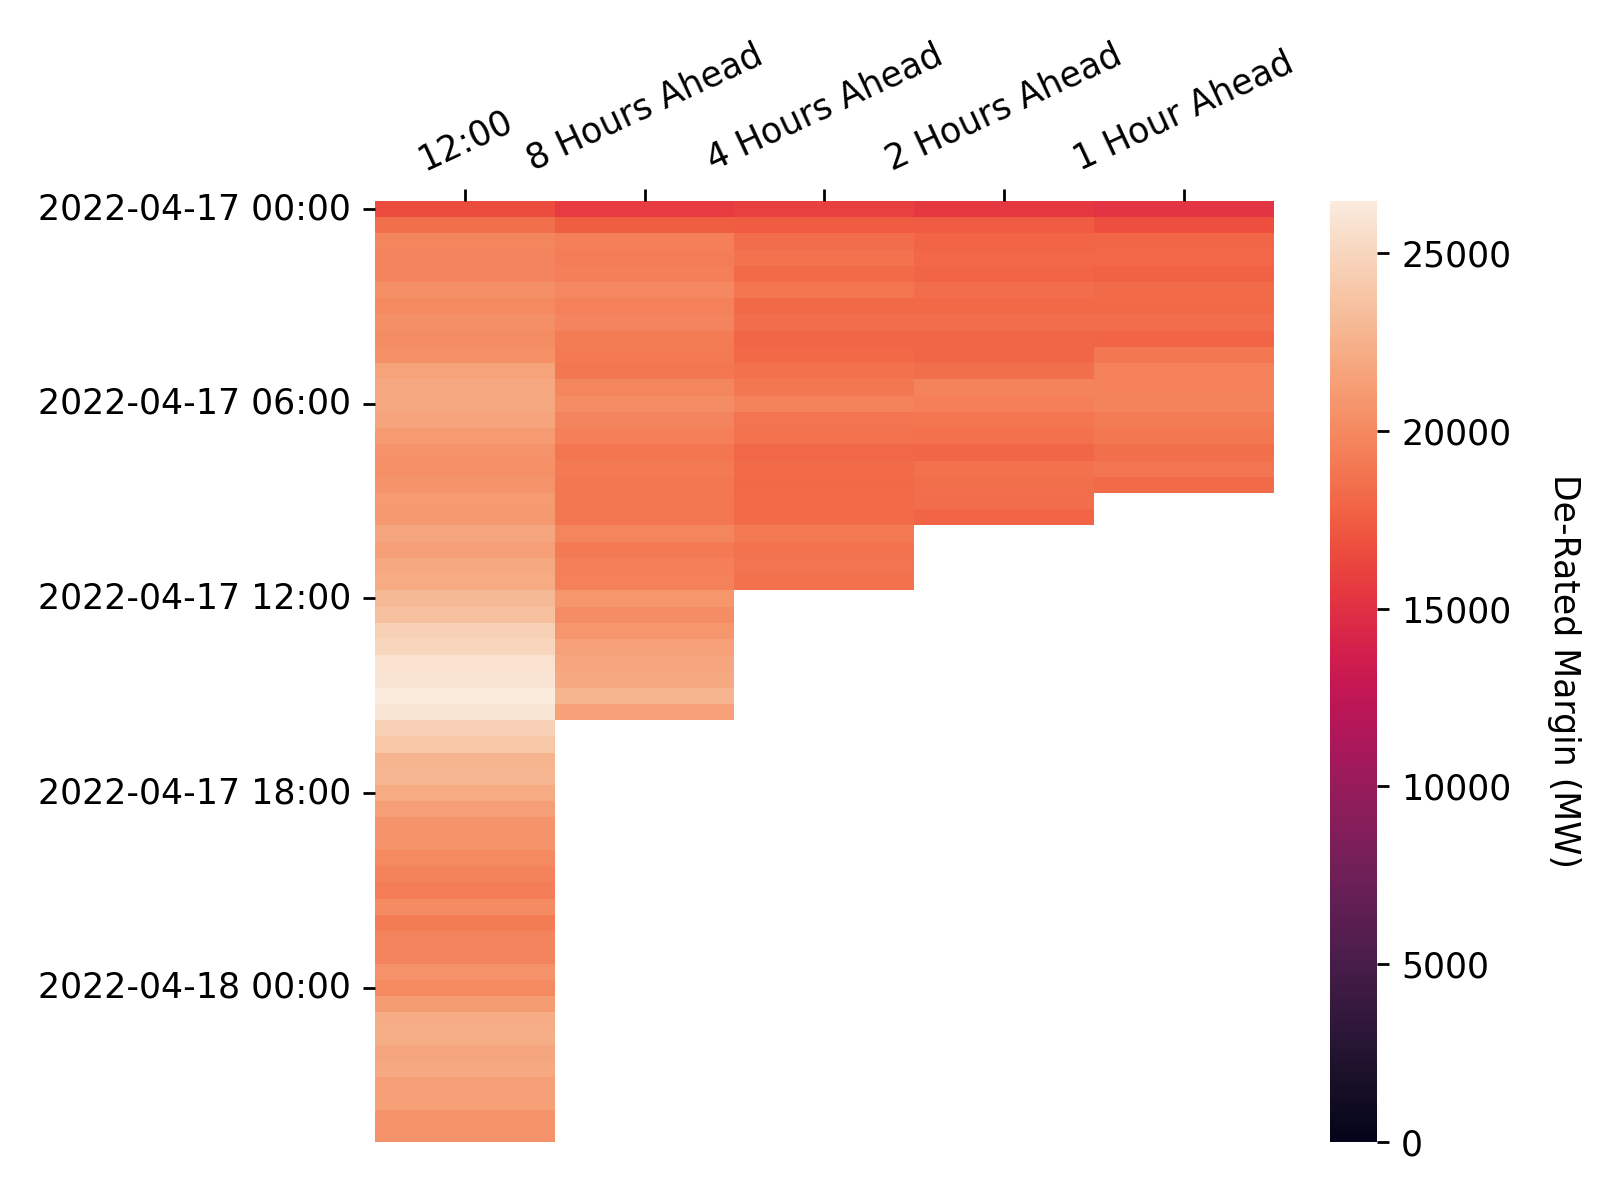 12:00
8 Hours Ahead
4 Hours Ahead
2 Hours Ahead
1 Hour Ahead
2022-04-17 00:00
2022-04-17 06:00
2022-04-17 12:00
2022-04-17 18:00
2022-04-18 00:00
25000
20000
15000
10000
5000
0
De-Rated Margin (MW)